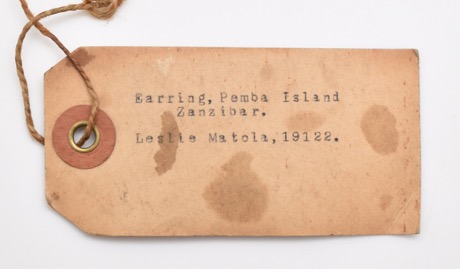 Earring, Pemba Island
Zanzibar.
Leslie Matola, 19122.